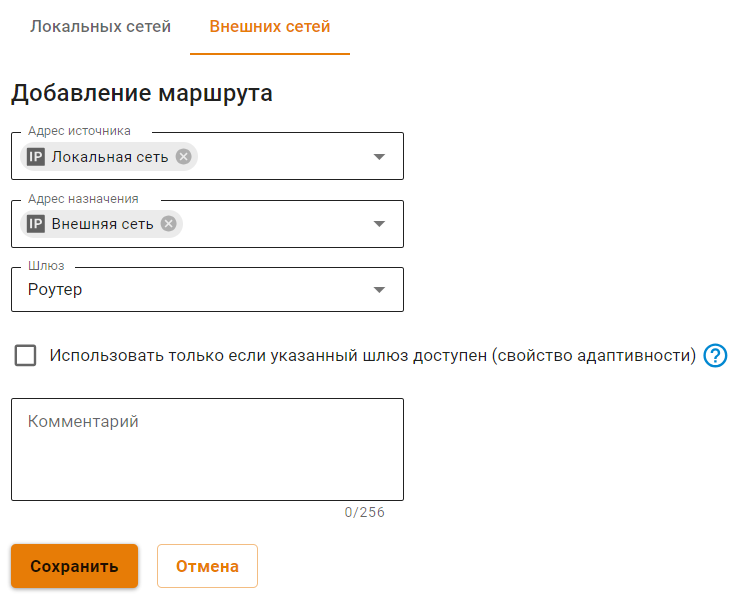 Локальных сетей Внешних сетей
Добавление маршрута
Адрес источника
IP Локальная сеть
Адрес назначения
IP Внешняя сеть
Шлюз
Роутер
Использовать только если указанный шлюз доступен (свойство адаптивности) ?
Комментарий
0/256
Сохранить Отмена